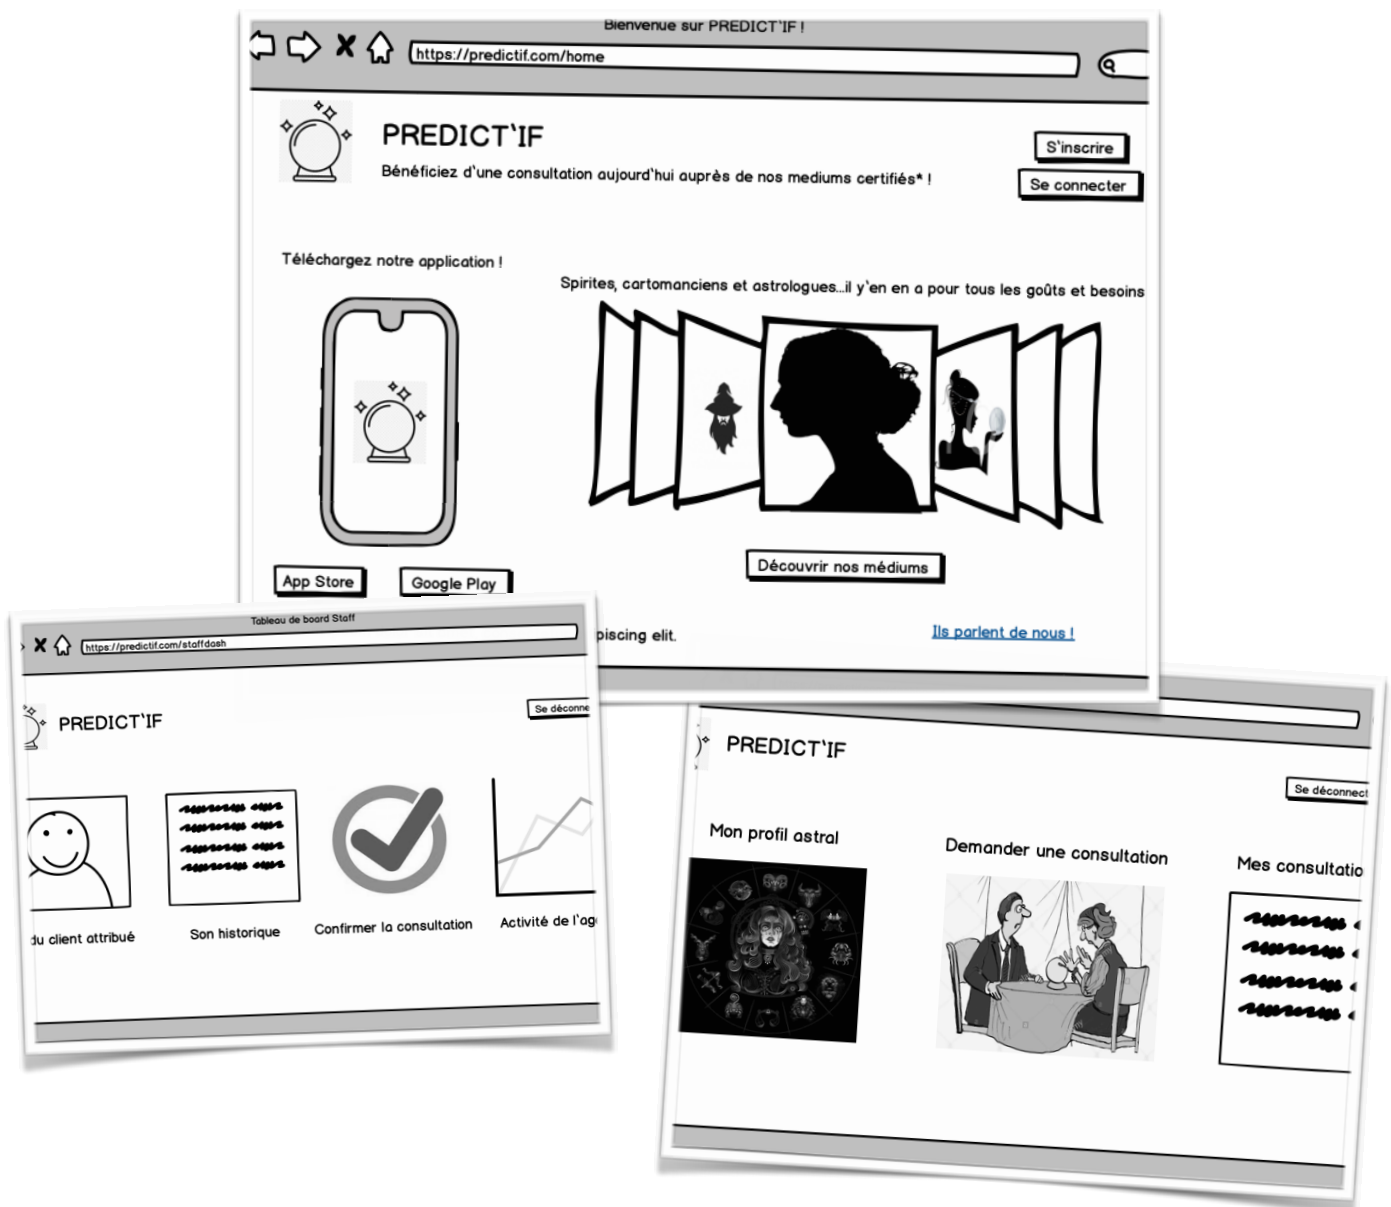 Bienvenue sur PREDICT'IF !
https://predictif.com/home
PREDICT'IF
Bénéficiez d'une consultation aujourd'hui auprès de nos mediums certifiés* !
S'inscrire
Se connecter
Téléchargez notre application !
Spirites, cartomanciens et astrologues...il y'en en a pour tous les goûts et besoins
App Store
Google Play
Découvrir nos médiums
piscing elit.
Ils parlent de nous !
Tableau de board Staff
https://predictif.com/staffdash
PREDICT'IF
Se déconne
du client attribué
Son historique
Confirmer la consultation
Activité de l'ag
PREDICT'IF
Se déconnect
Mon profil astral
Demander une consultation
Mes consultatio